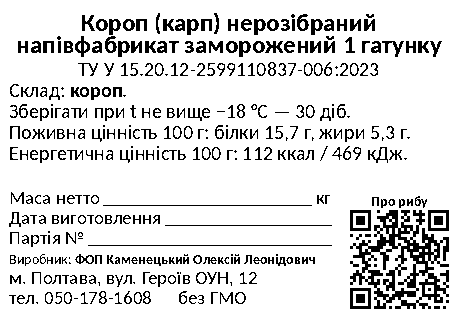 Короп (карп) нерозібраний
напівфабрикат заморожений 1 гатунку
ТУ У 15.20.12-2599110837-006:2023
Склад: короп.
Зберігати при t не вище −18 °С — 30 діб.
Поживна цінність 100 г: білки 15,7 г, жири 5,3 г.
Енергетична цінність 100 г: 112 ккал / 469 кДж.
Маса нетто ______________________ кг
Про рибу
Дата виготовлення __________________
Партія № __________________________
Виробник: ФОП Каменецький Олексій Леонідович
м. Полтава, вул. Героїв ОУН, 12
тел. 050-178-1608 без ГМО